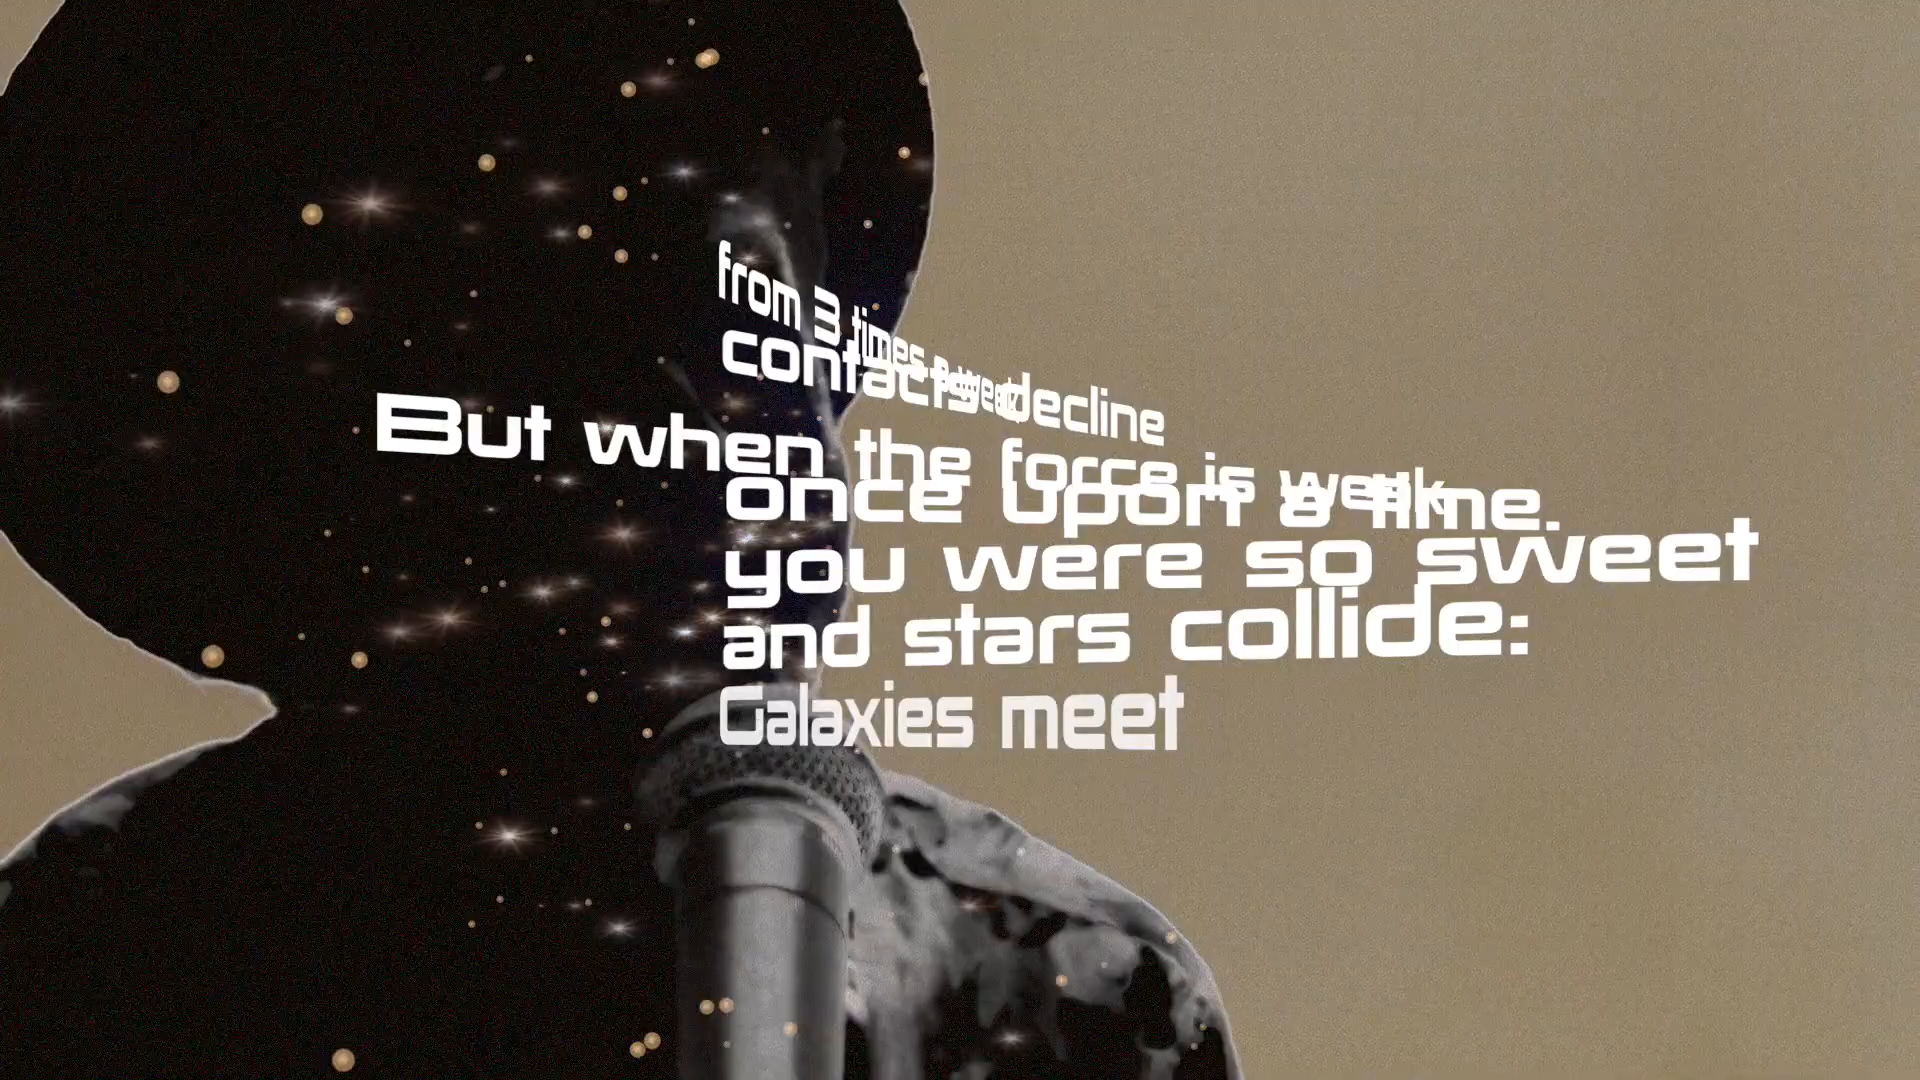 from 3 times a week
contacts decline
But when the force is weak
once upon a time.
you were so sweet
and stars collide:
Galaxies meet